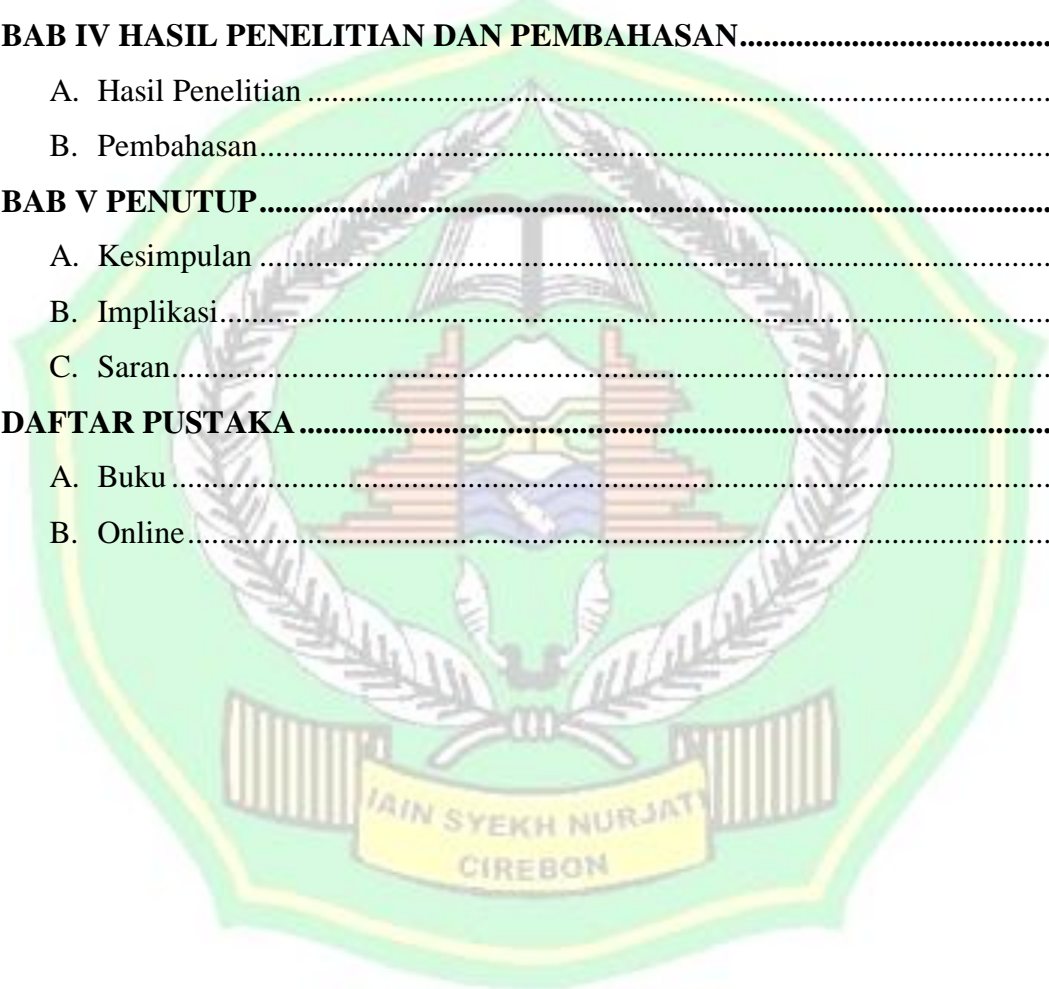 BAB IV HASIL PENELITIAN DAN PEMBAHASAN.................................
A. Hasil Penelitian ...............................................................................................
B. Pembahasan.....................................................................................................
BAB V PENUTUP.....................................................................................................
A. Kesimpulan .....................................................................................................
B. Implikasi..........................................................................................................
C. Saran................................................................................................................
DAFTAR PUSTAKA ................................................................................................
A. Buku ................................................................................................................
B. Online..............................................................................................................
IAIN SYEKH NURJATI
CIREBON